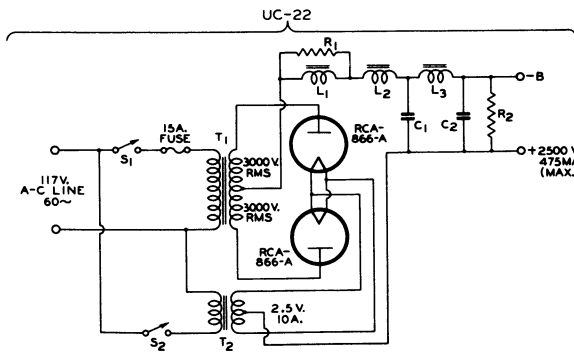 UC-22
R1
L1
L2
L3
-B
15A.
FUSE
T1
S1
3000 V.
RMS
3000 V.
RMS
RCA-
866-A
C1
C2
R2
+2500 V
475MA
(MAX.
117V.
A-C LINE
60~
RCA-
866-A
2.5 V.
10A.
S2
T2